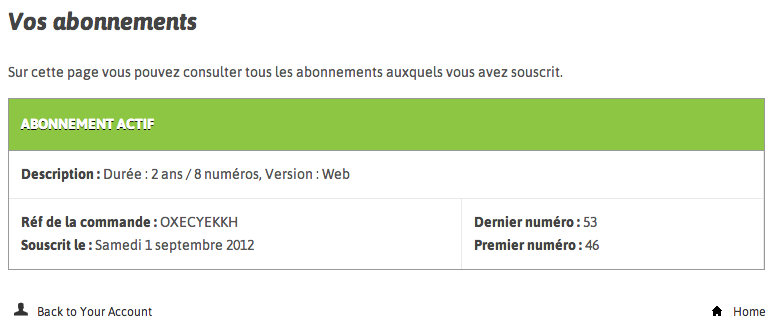 Vos abonnements
Sur cette page vous pouvez consulter tous les abonnements auxquels vous avez souscrit.
ABONNEMENT ACTIF
Description : Durée : 2 ans / 8 numéros, Version : Web
Réf de la commande : OXECYEKKH
Souscrit le : Samedi 1 septembre 2012
Dernier numéro : 53
Premier numéro : 46
Back to Your Account
Home